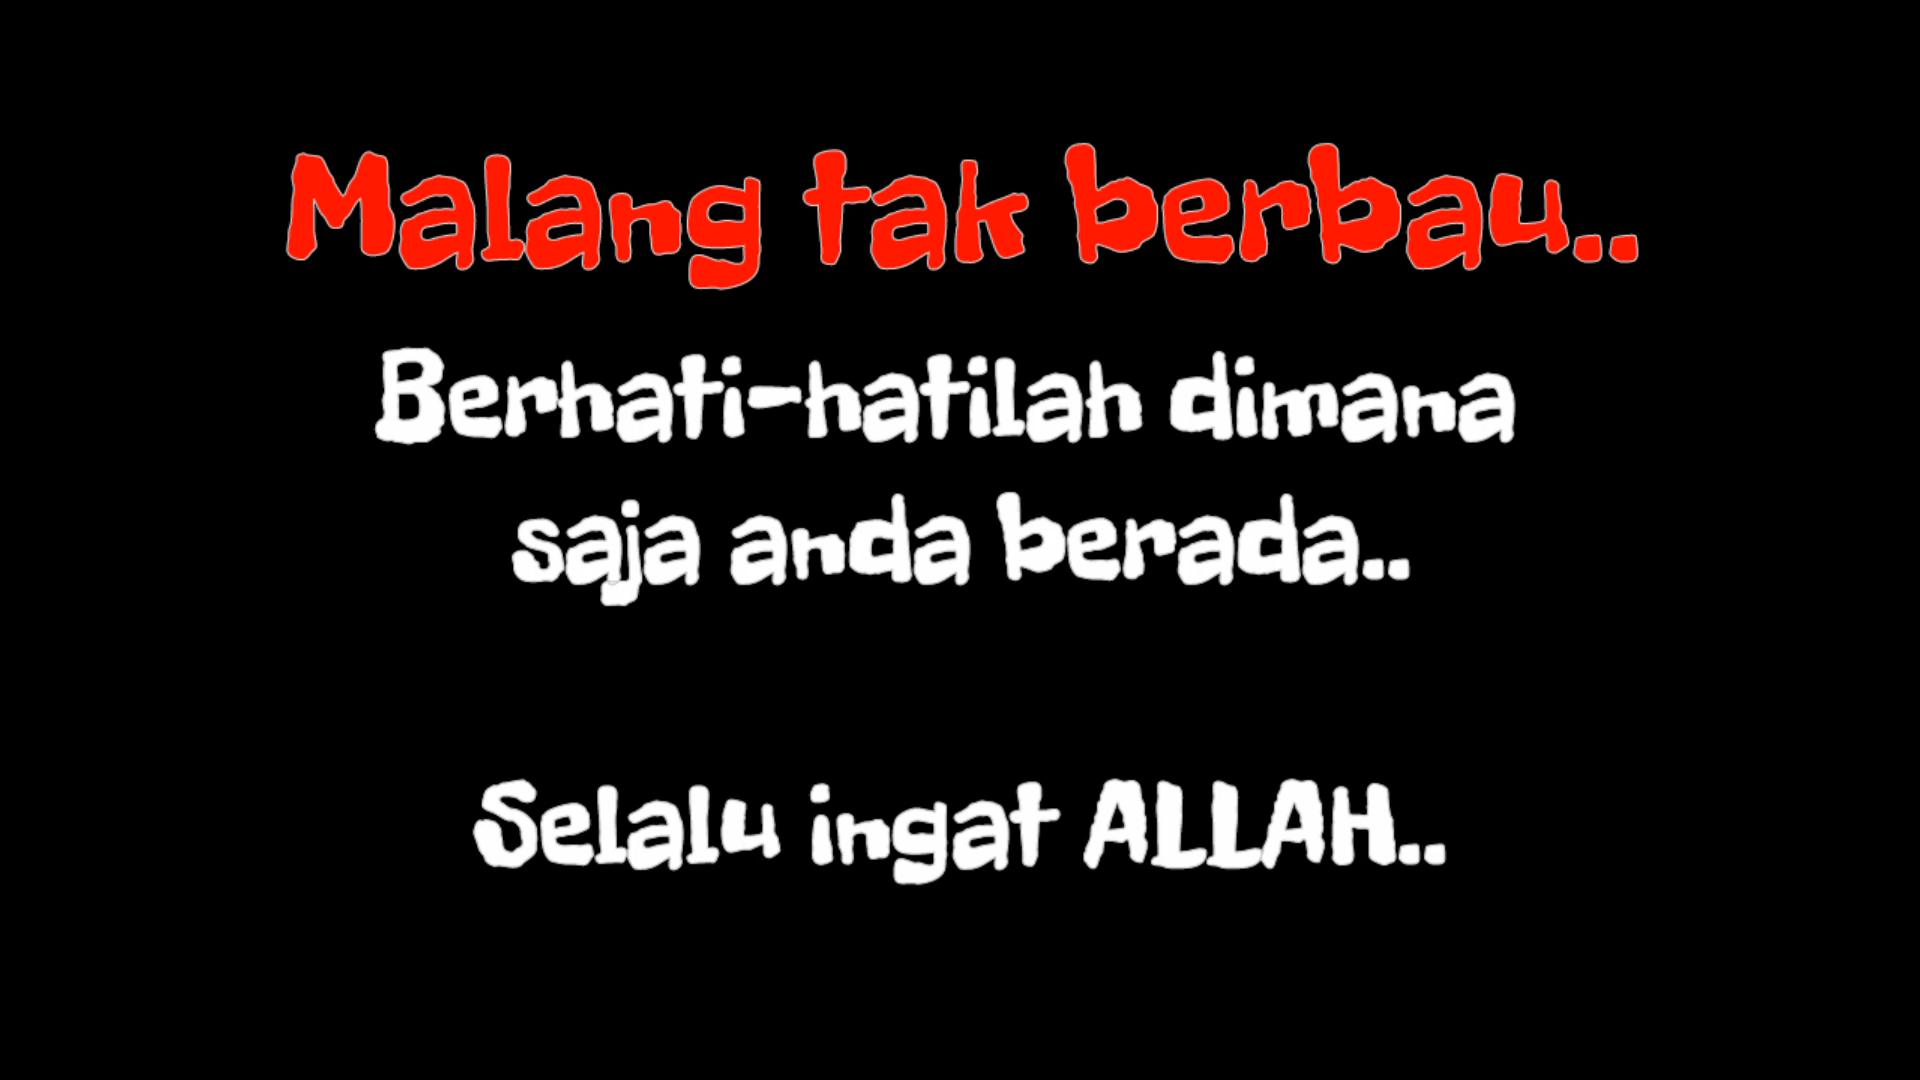 Malang tak berbau..
Berhati-hatilah dimana
saja anda berada..
Selalu ingat ALLAH..